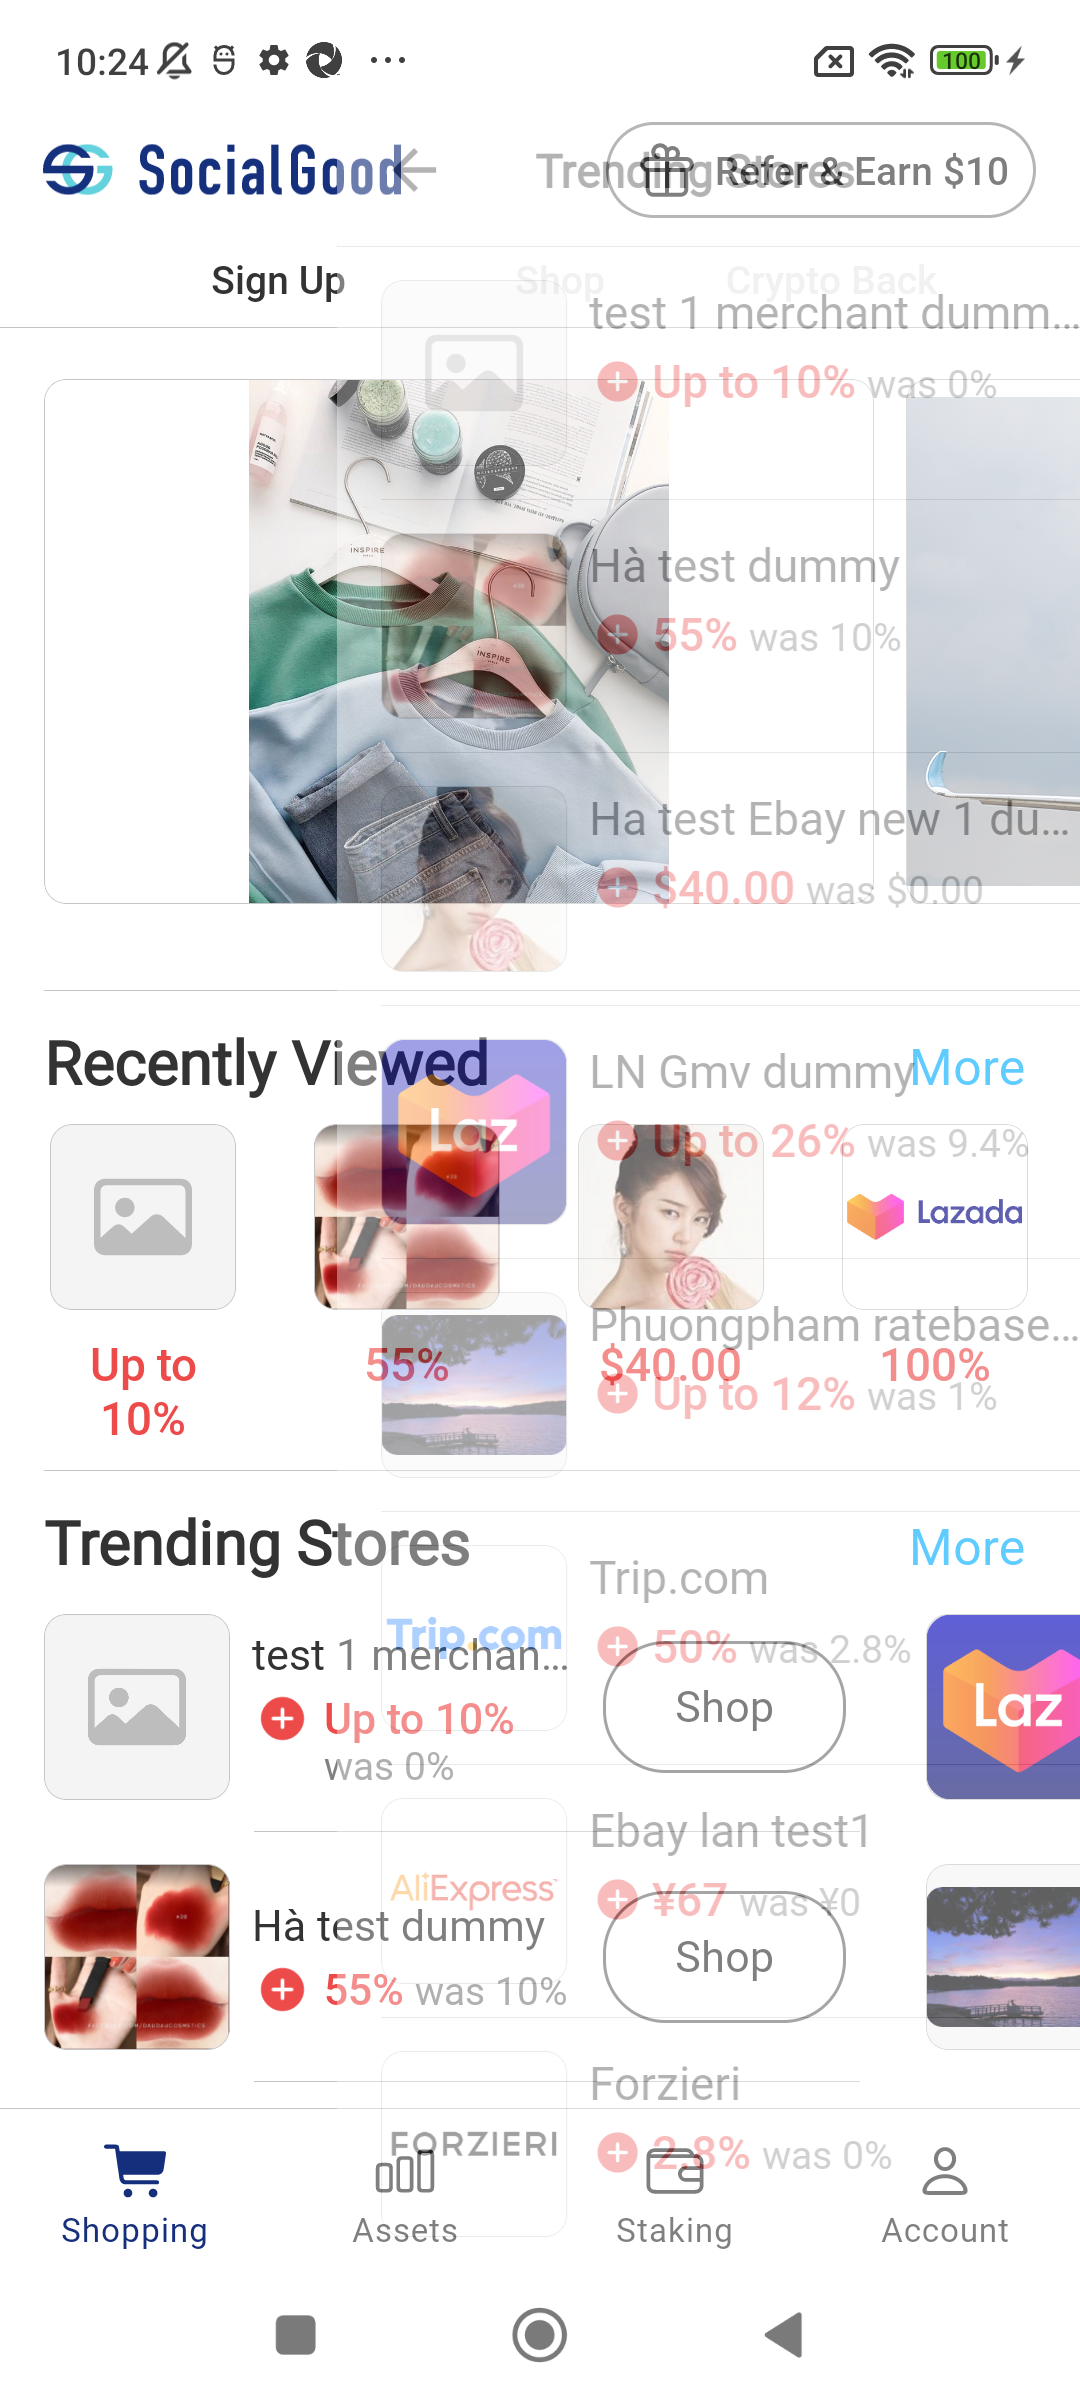 10:24
100
SocialGood
Trending Stores
Refer & Earn $10
Sign Up
Shop
Crypto Back
test 1 merchant dumm...
Up to 10% was 0%
INSPIRE
Hà test dummy
55% was 10%
INSPIRE
Ha test Ebay new 1 du...
$40.00 was $0.00
Recently Viewed
More
LN Gmv dummy
Laz
Up to 26% was 9.4%
Lazada
Phuongpham ratebase...
Up to 10%
55%
$40.00
100%
Up to 12% was 1%
Trending Stores
More
Trip.com
Trip.com
50% was 2.8%
test 1 merchan...
Up to 10%
was 0%
Shop
Laz
Ebay lan test1
¥67 was ¥0
AliExpress
Hà test dummy
55% was 10%
Shop
Forzieri
FORZIERI
2.8% was 0%
Shopping
Assets
Staking
Account